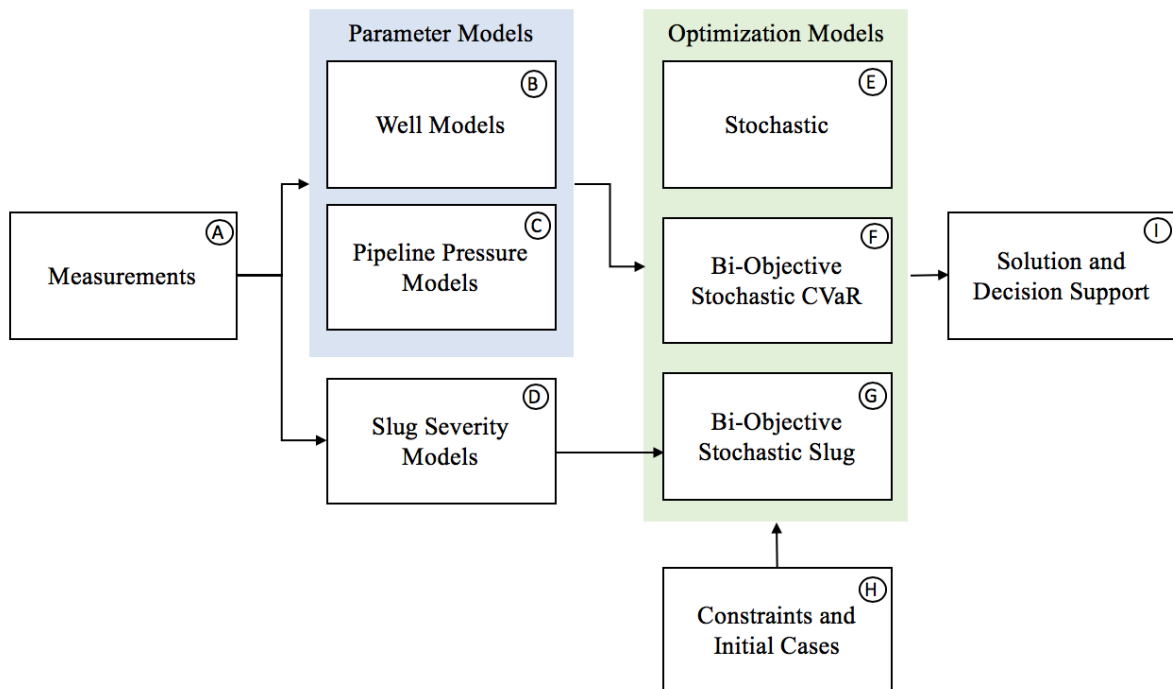 Parameter Models
Optimization Models
B
Well Models
E
Stochastic
A
Measurements
C
Pipeline Pressure
Models
F
Bi-Objective
Stochastic CVaR
I
Solution and
Decision Support
D
Slug Severity
Models
G
Bi-Objective
Stochastic Slug
H
Constraints and
Initial Cases